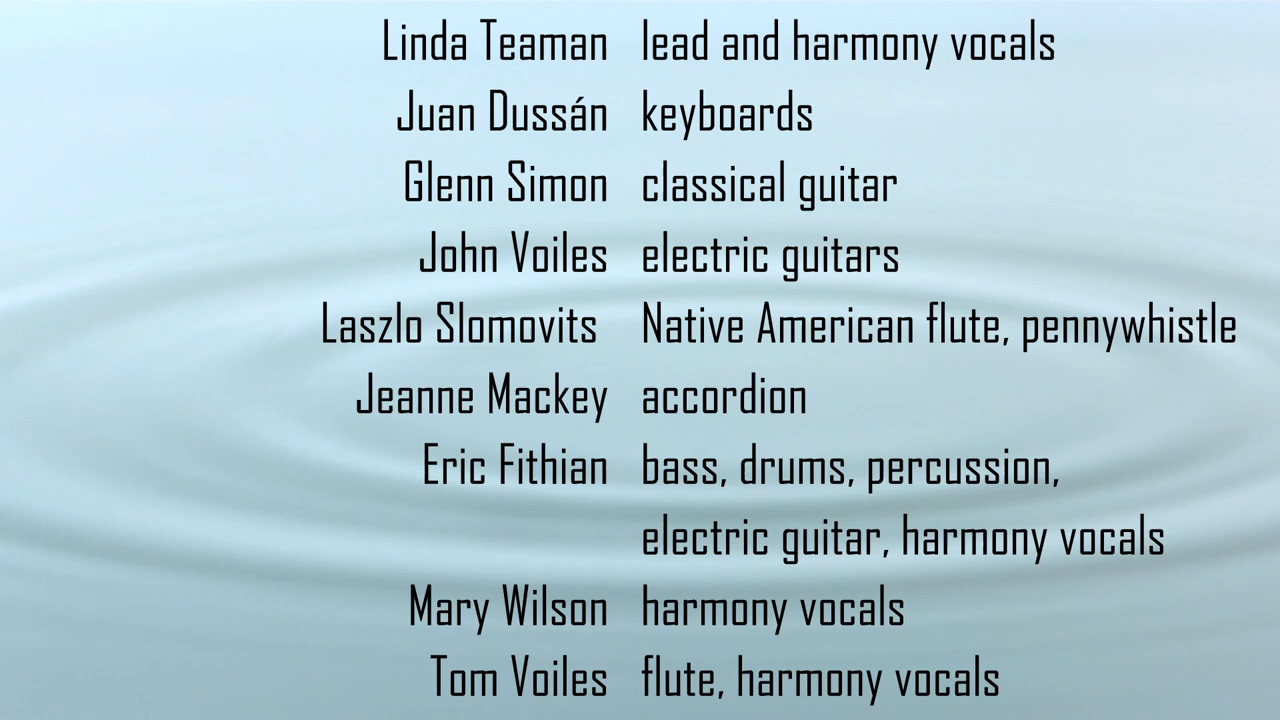 Linda Teaman lead and harmony vocals
Juan Dussán keyboards
Glenn Simon classical guitar
John Voiles electric guitars
Laszlo Slomovits Native American flute, pennywhistle
Jeanne Mackey accordion
Eric Fithian bass, drums, percussion,
electric guitar, harmony vocals
Mary Wilson harmony vocals
Tom Voiles flute, harmony vocals